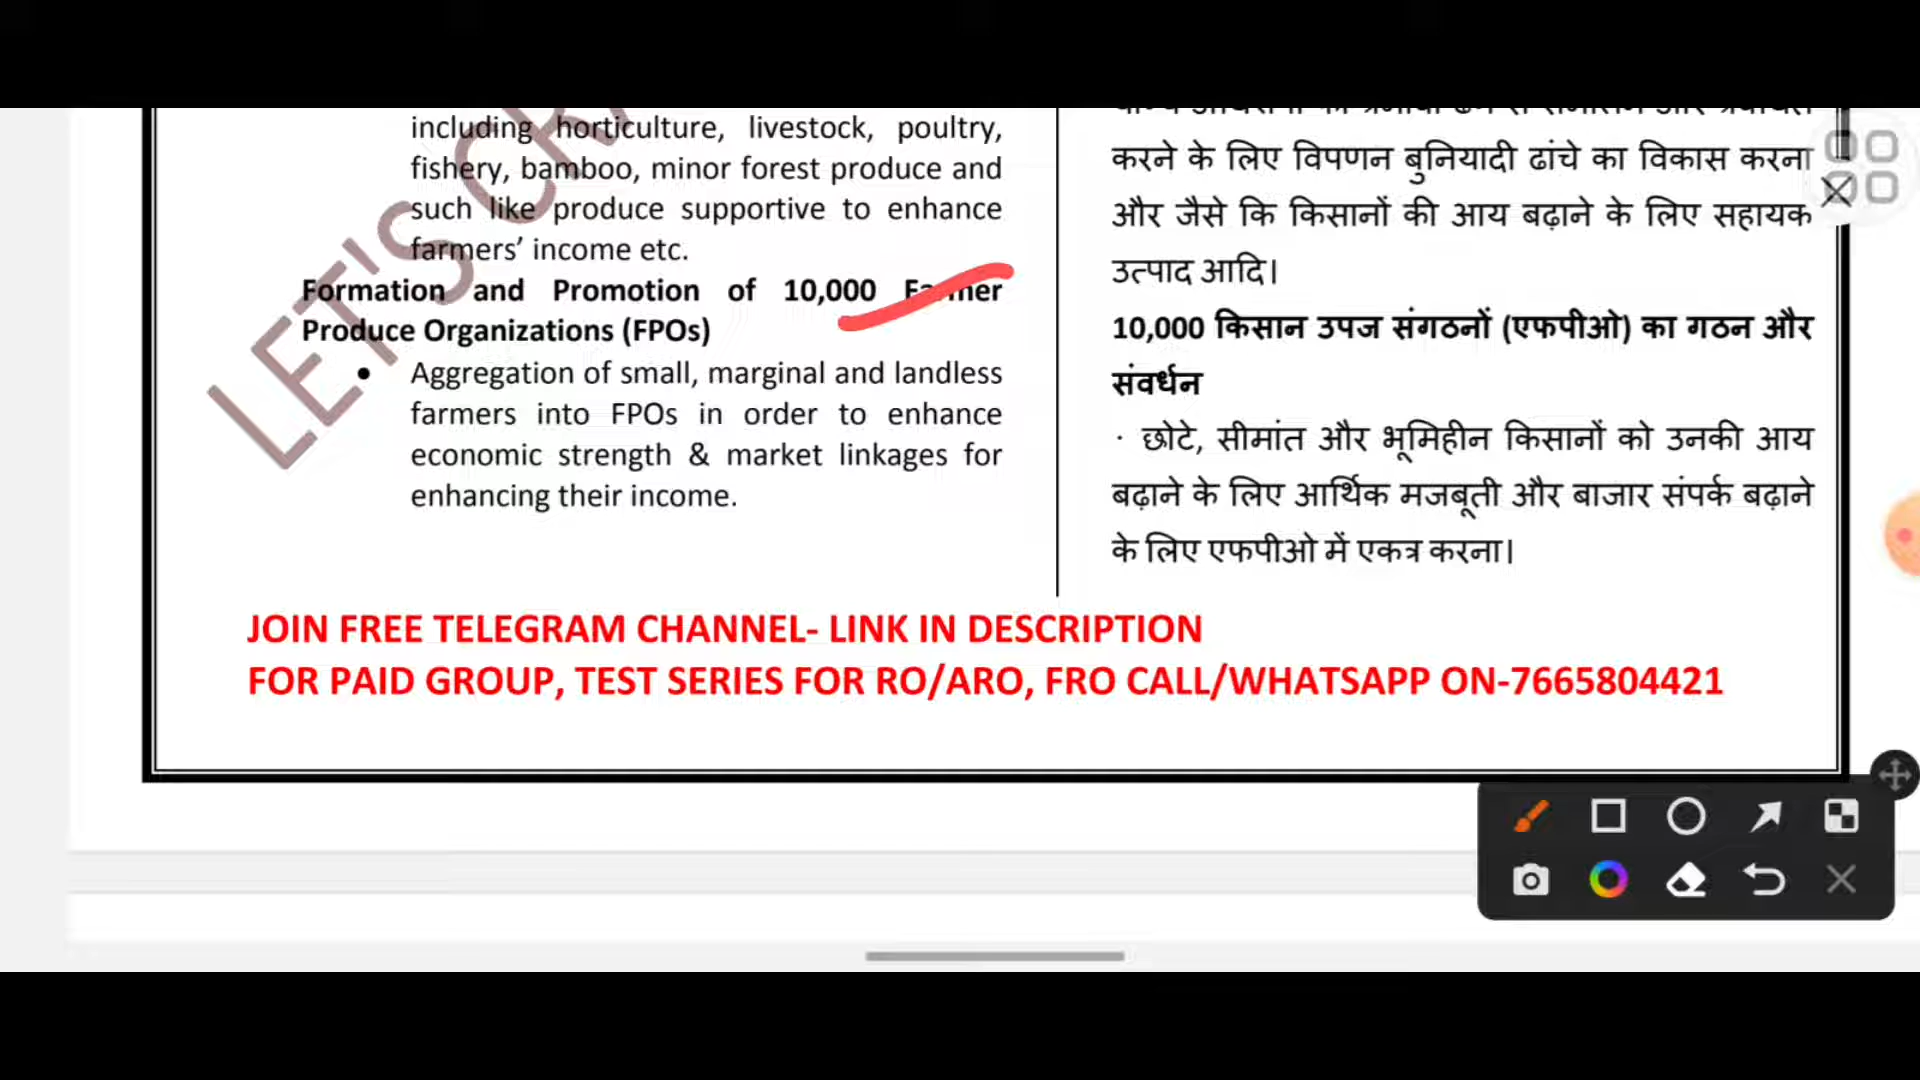 including horticulture, livestock, poultry,
fishery, bamboo, minor forest produce and
such like produce supportive to enhance
farmers' income etc.
Formation and Promotion of 10,000 Farmer
Produce Organizations (FPOs)
• Aggregation of small, marginal and landless
farmers into FPOs in order to enhance
economic strength & market linkages for
enhancing their income.
करने के लिए विपणन बुनियादी ढांचे का विकास करना
और जैसे कि किसानों की आय बढ़ाने के लिए सहायक
उत्पाद आदि।
10,000 किसान उपज संगठनों (एफपीओ) का गठन और
संवर्धन
· छोटे, सीमांत और भूमिहीन किसानों को उनकी आय
बढ़ाने के लिए आर्थिक मजबूती और बाजार संपर्क बढ़ाने
के लिए एफपीओ में एकत्र करना।
LET'S
JOIN FREE TELEGRAM CHANNEL- LINK IN DESCRIPTION
FOR PAID GROUP, TEST SERIES FOR RO/ARO, FRO CALL/WHATSAPP ON-7665804421